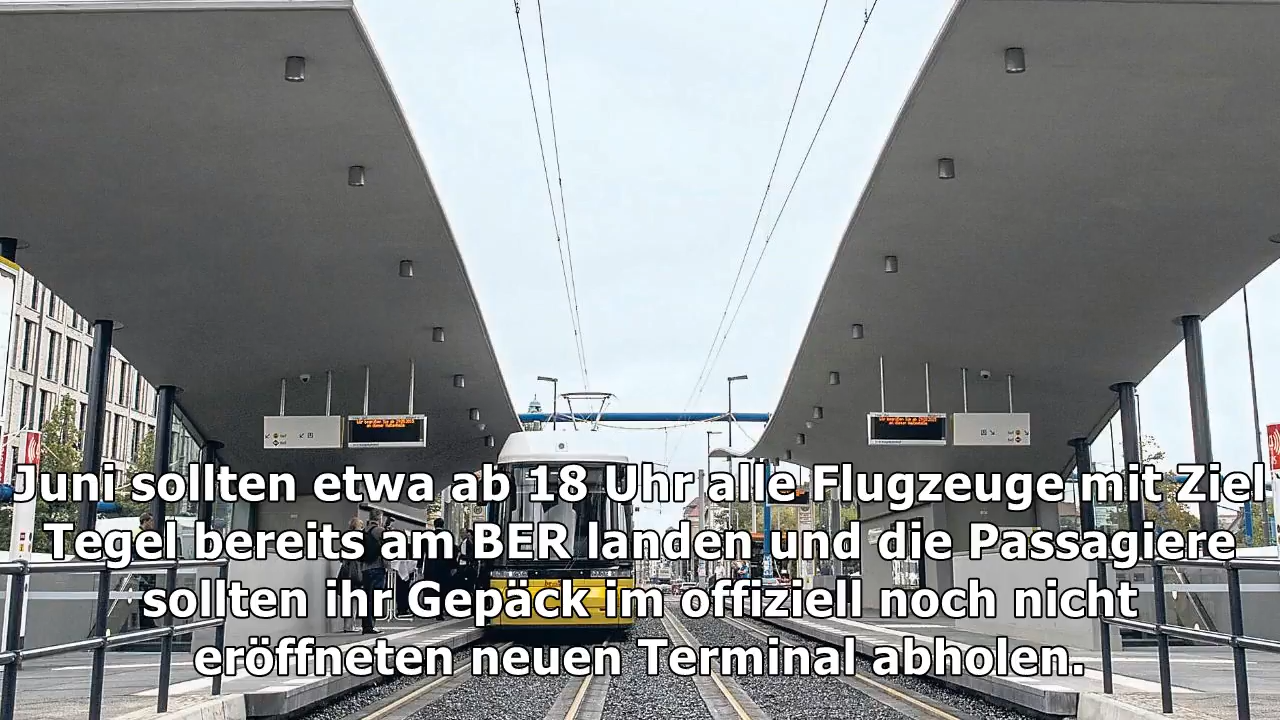 Juni sollten etwa ab 18 Uhr alle Flugzeuge mit Ziel
Tegel bereits am BER landen und die Passagiere
sollten ihr Gepäck im offiziell noch nicht
eröffneten neuen Terminal abholen.